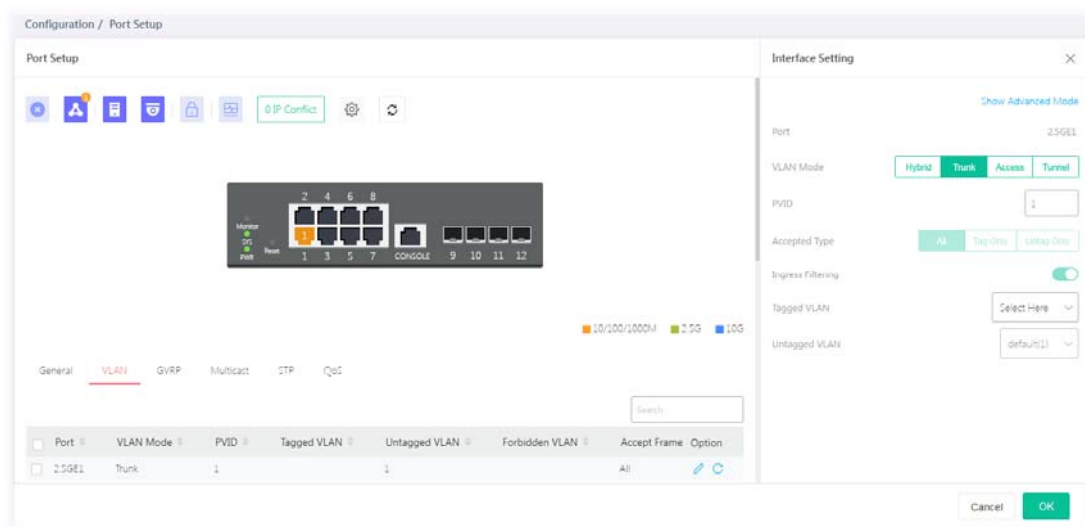 Configuration / Port Setup
Port Setup
1
0 IP Conflict
2 4 6 8
Monitor
SYS
PWR
Reset
1
1 3 5 7 CONSOLE 9 10 11 12
10/100/1000M 2.5G 10G
General VLAN GVRP Multicast STP QoS
Search
Port VLAN Mode PVID Tagged VLAN Untagged VLAN Forbidden VLAN Accept Frame Option
2.5GE1 Trunk 1 1 All
Interface Setting
Show Advanced Mode
Port 2.5GE1
VLAN Mode Hybrid Trunk Access Tunnel
PVID 1
Accepted Type All Tag Only Untag Only
Ingress Filtering
Tagged VLAN Select Here
Untagged VLAN default(1)
Cancel OK